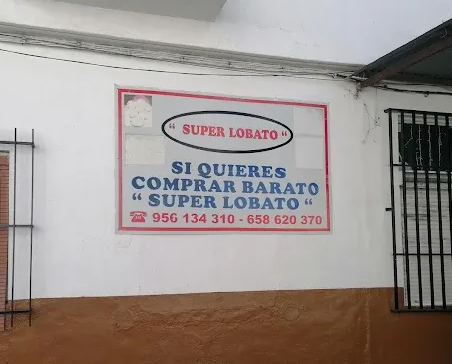 " SUPER LOBATO "
SI QUIERES
COMPRAR BARATO
" SUPER LOBATO "
☎ 956 134 310 - 658 620 370